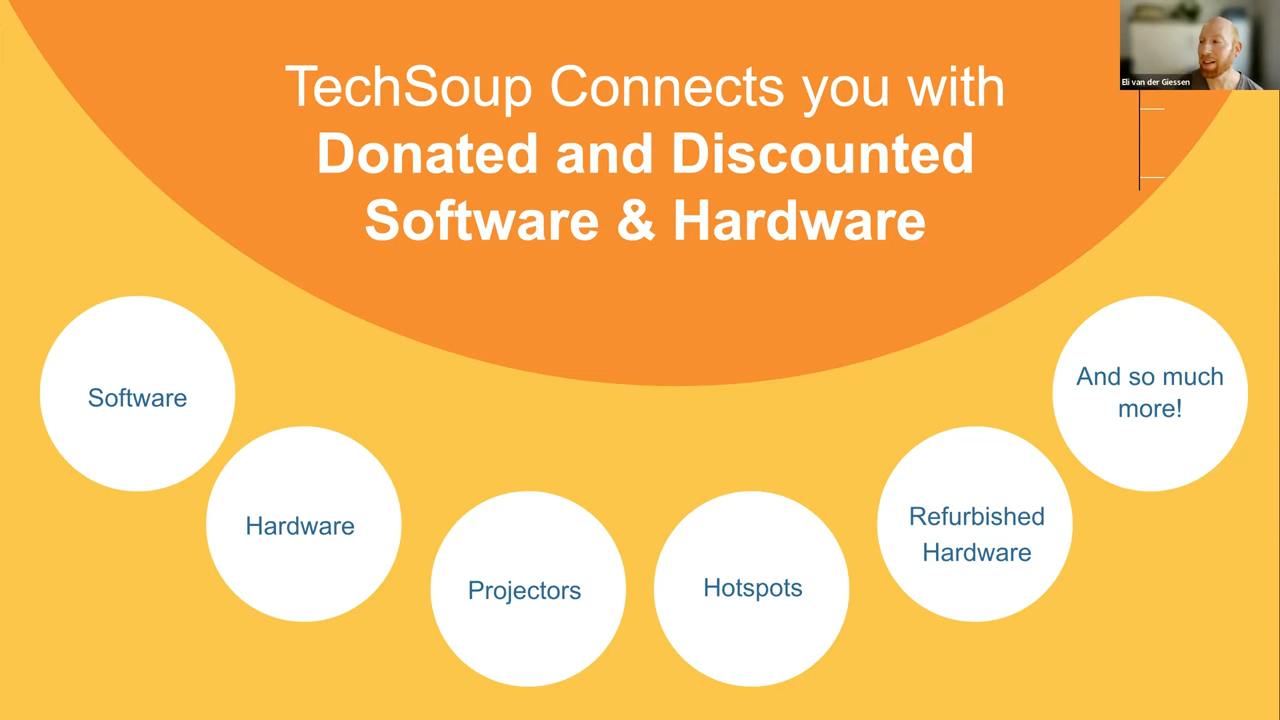 TechSoup Connects you with
Donated and Discounted
Software & Hardware
Eli van der Giessen
Software
Hardware
Projectors
Hotspots
Refurbished
Hardware
And so much
more!